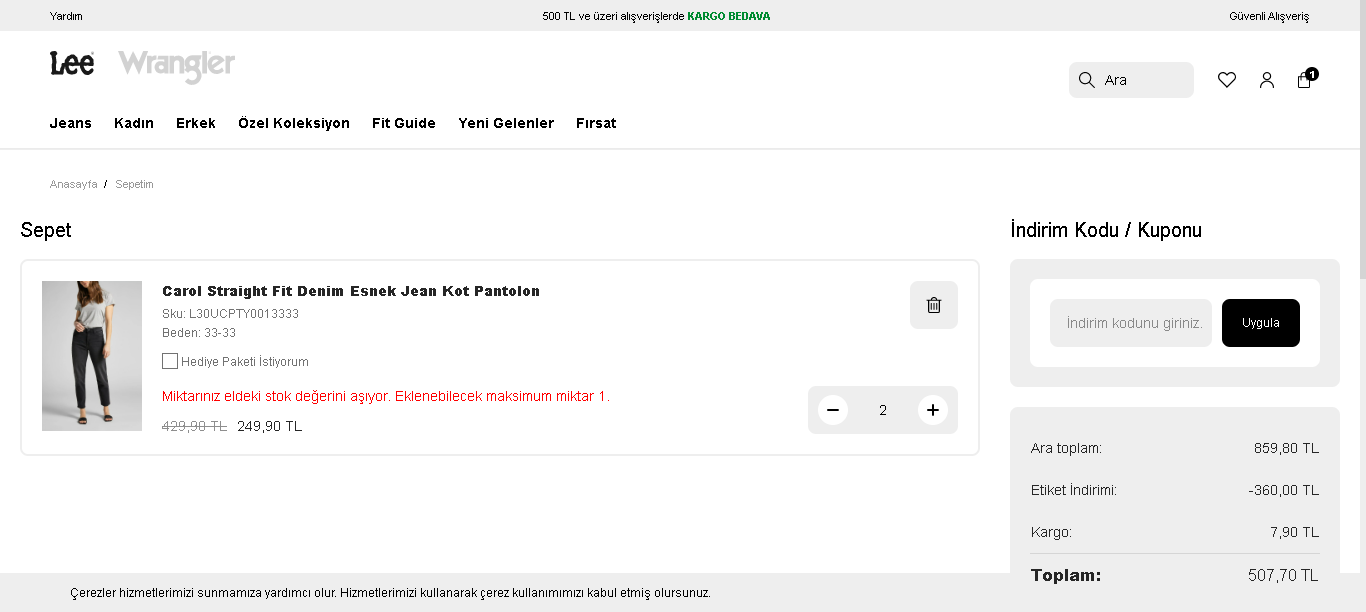 Yardım
500 TL ve üzeri alışverişlerde KARGO BEDAVA
Güvenli Alışveriş
Lee Wrangler
Ara
1
Jeans Kadın Erkek Özel Koleksiyon Fit Guide Yeni Gelenler Fırsat
Anasayfa / Sepetim
Sepet
Carol Straight Fit Denim Esnek Jean Kot Pantolon
Sku: L30UCPTY0013333
Beden: 33-33
Hediye Paketi İstiyorum
Miktarınız eldeki stok değerini aşıyor. Eklenebilecek maksimum miktar 1.
429,90 TL 249,90 TL
− 2 +
İndirim Kodu / Kuponu
İndirim kodunu giriniz.
Uygula
Ara toplam: 859,80 TL
Etiket İndirimi: -360,00 TL
Kargo: 7,90 TL
Toplam: 507,70 TL
Çerezler hizmetlerimizi sunmamıza yardımcı olur. Hizmetlerimizi kullanarak çerez kullanımımızı kabul etmiş olursunuz.